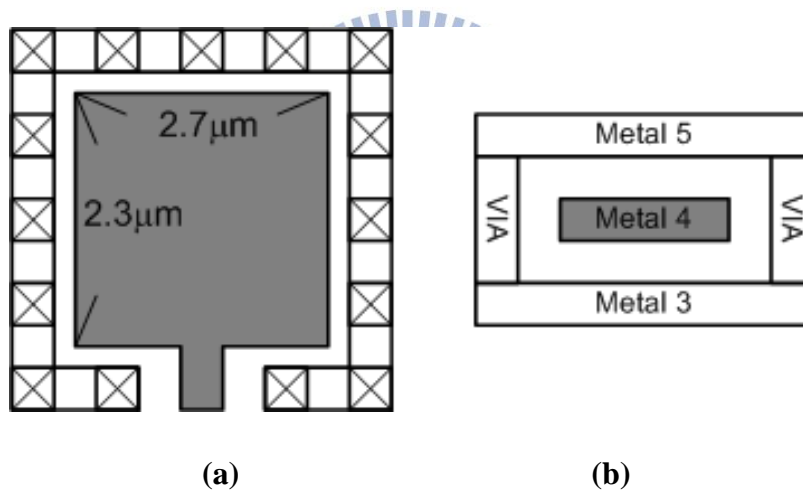 2.7μm
2.3μm
Metal 5
VIA
Metal 4
VIA
Metal 3
(a)
(b)